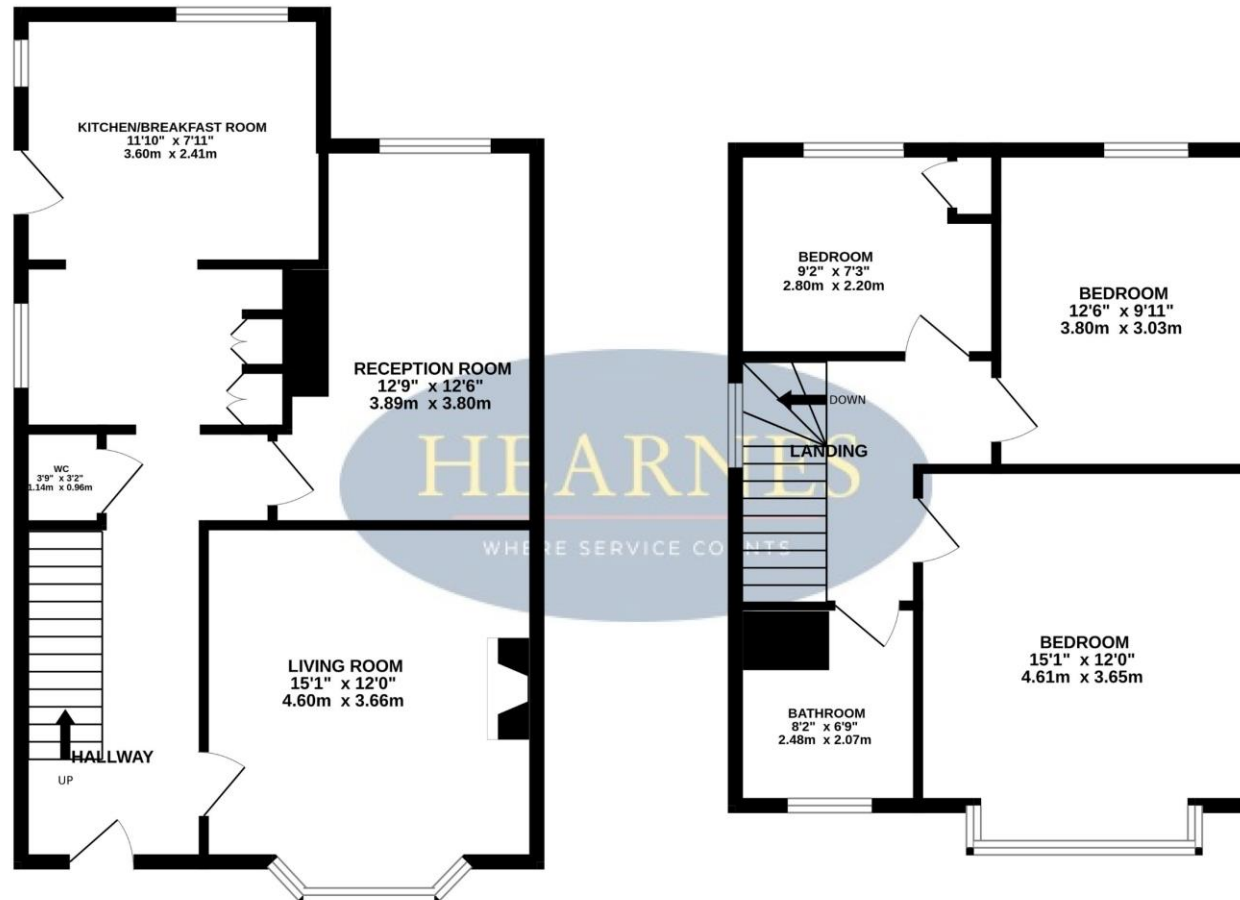 KITCHEN/BREAKFAST ROOM
11'10" x 7'11"
3.60m x 2.41m
RECEPTION ROOM
12'9" x 12'6"
3.89m x 3.80m
WC
3'9" x 3'2"
1.14m x 0.96m
LIVING ROOM
15'1" x 12'0"
4.60m x 3.66m
HALLWAY
UP
BEDROOM
9'2" x 7'3"
2.80m x 2.20m
BEDROOM
12'6" x 9'11"
3.80m x 3.03m
DOWN
LANDING
BEDROOM
15'1" x 12'0"
4.61m x 3.65m
BATHROOM
8'2" x 6'9"
2.48m x 2.07m
HEARNES
WHERE SERVICE COUNTS